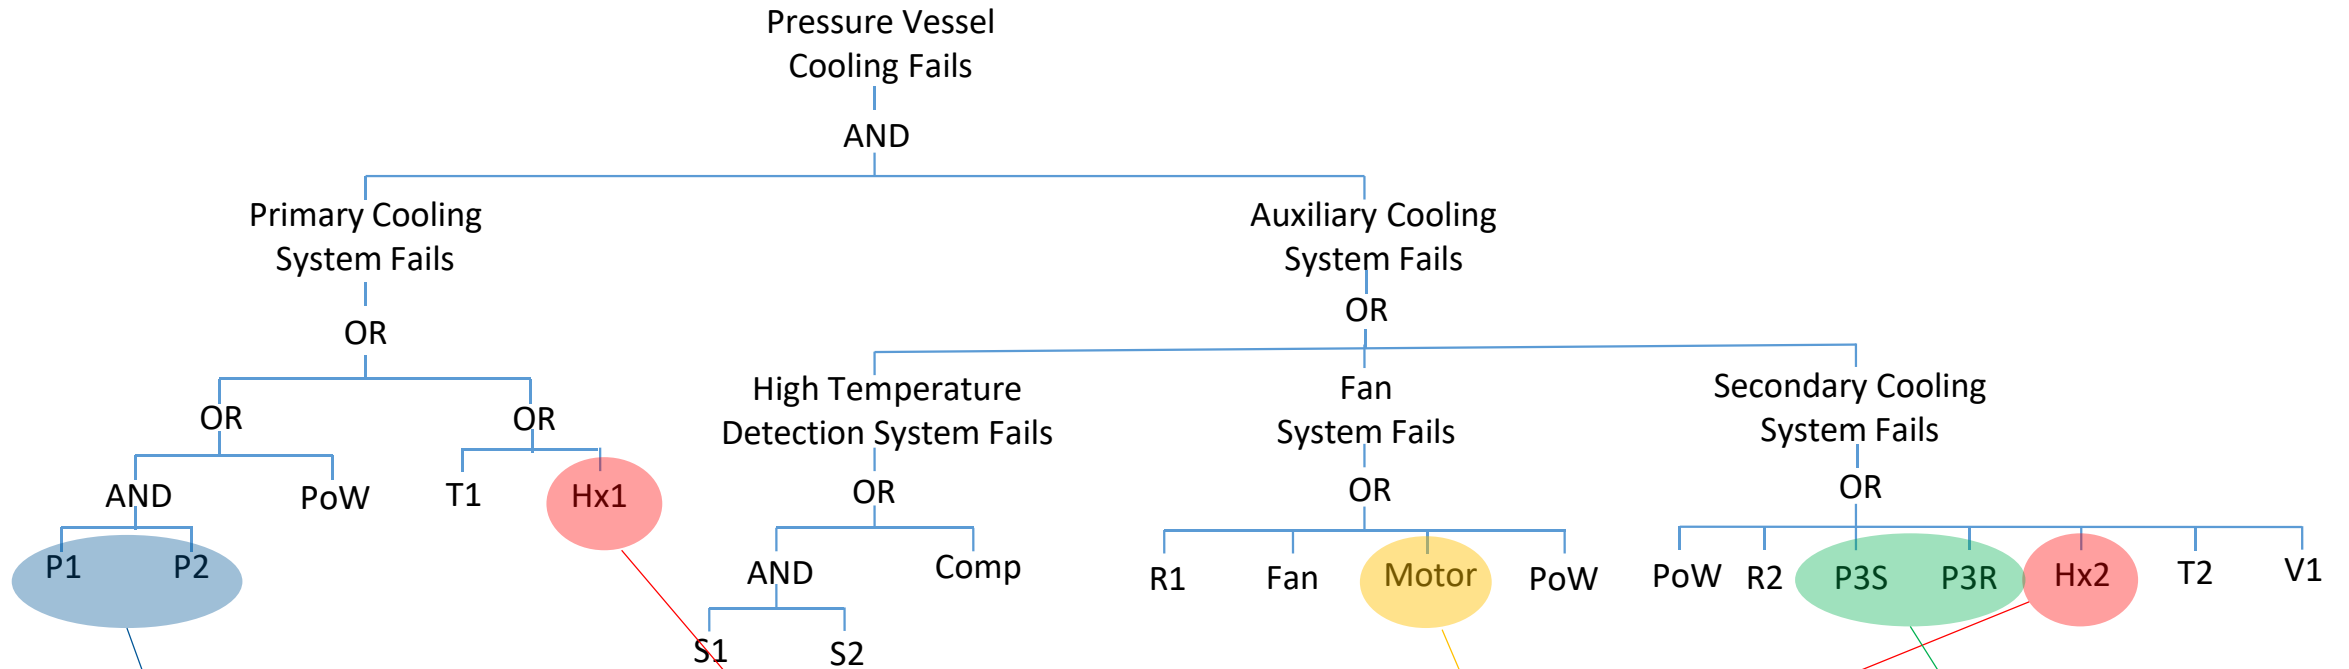 Pressure Vessel
Cooling Fails
AND
Primary Cooling
System Fails
Auxiliary Cooling
System Fails
OR
OR
High Temperature
Detection System Fails
Fan
System Fails
Secondary Cooling
System Fails
OR
OR
AND
PoW
T1
Hx1
OR
OR
OR
P1
P2
AND
Comp
R1
Fan
Motor
PoW
PoW
R2
P3S
P3R
Hx2
T2
V1
S1
S2